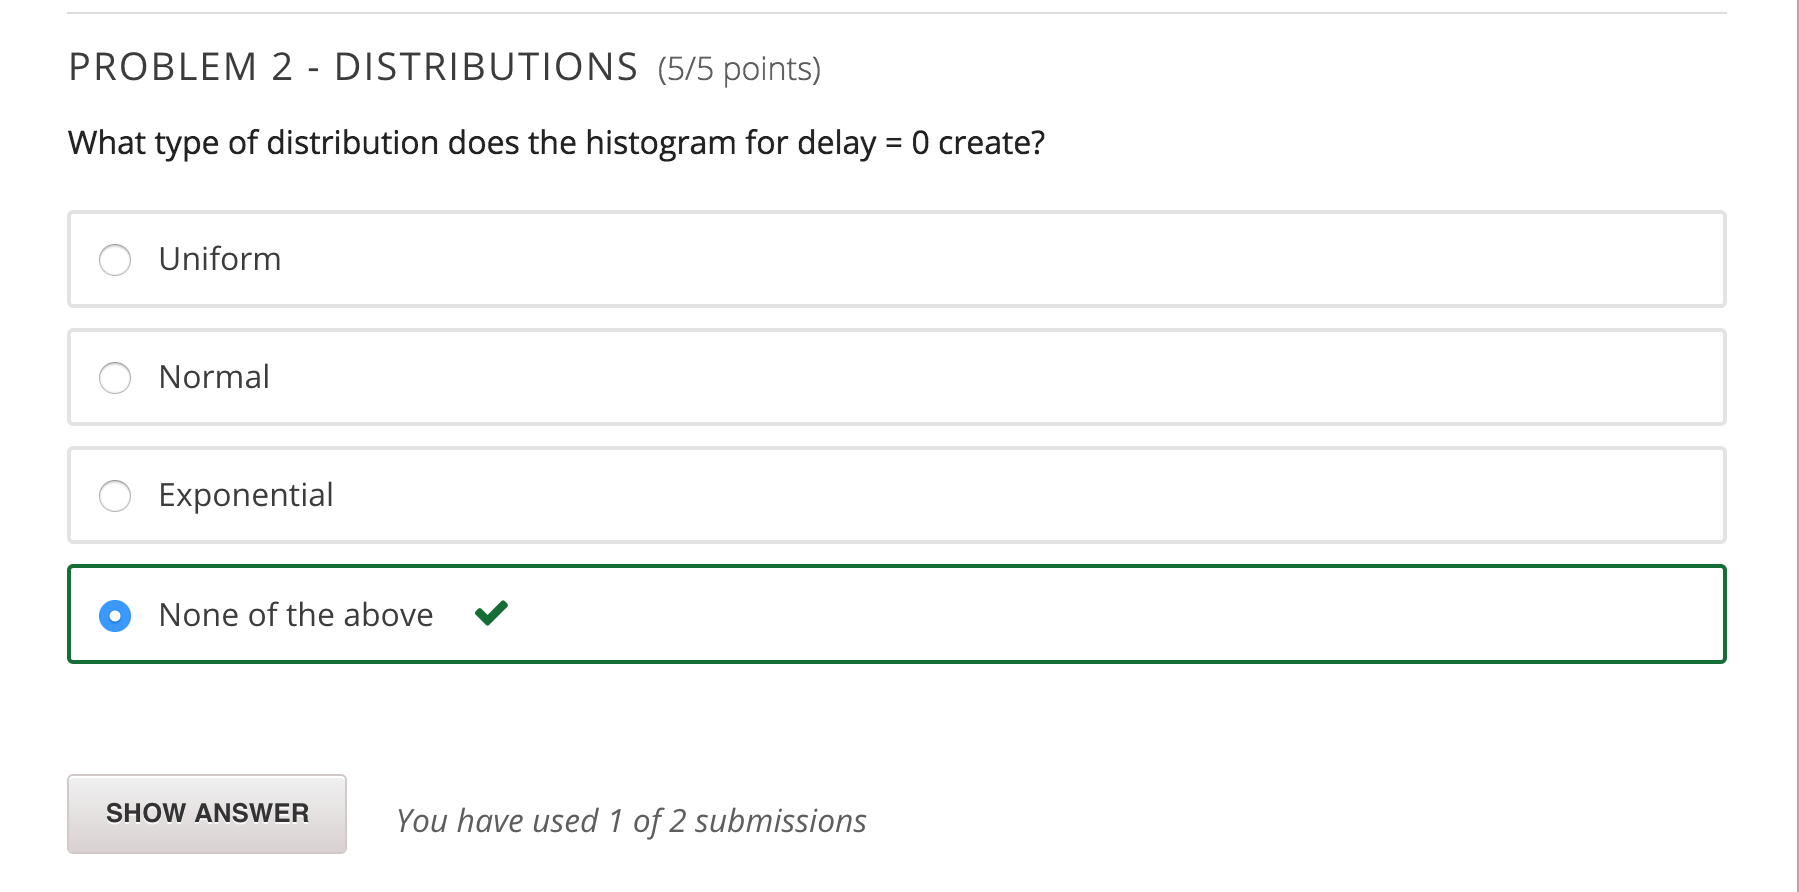 PROBLEM 2 - DISTRIBUTIONS (5/5 points)
What type of distribution does the histogram for delay = 0 create?
Uniform
Normal
Exponential
None of the above
SHOW ANSWER
You have used 1 of 2 submissions